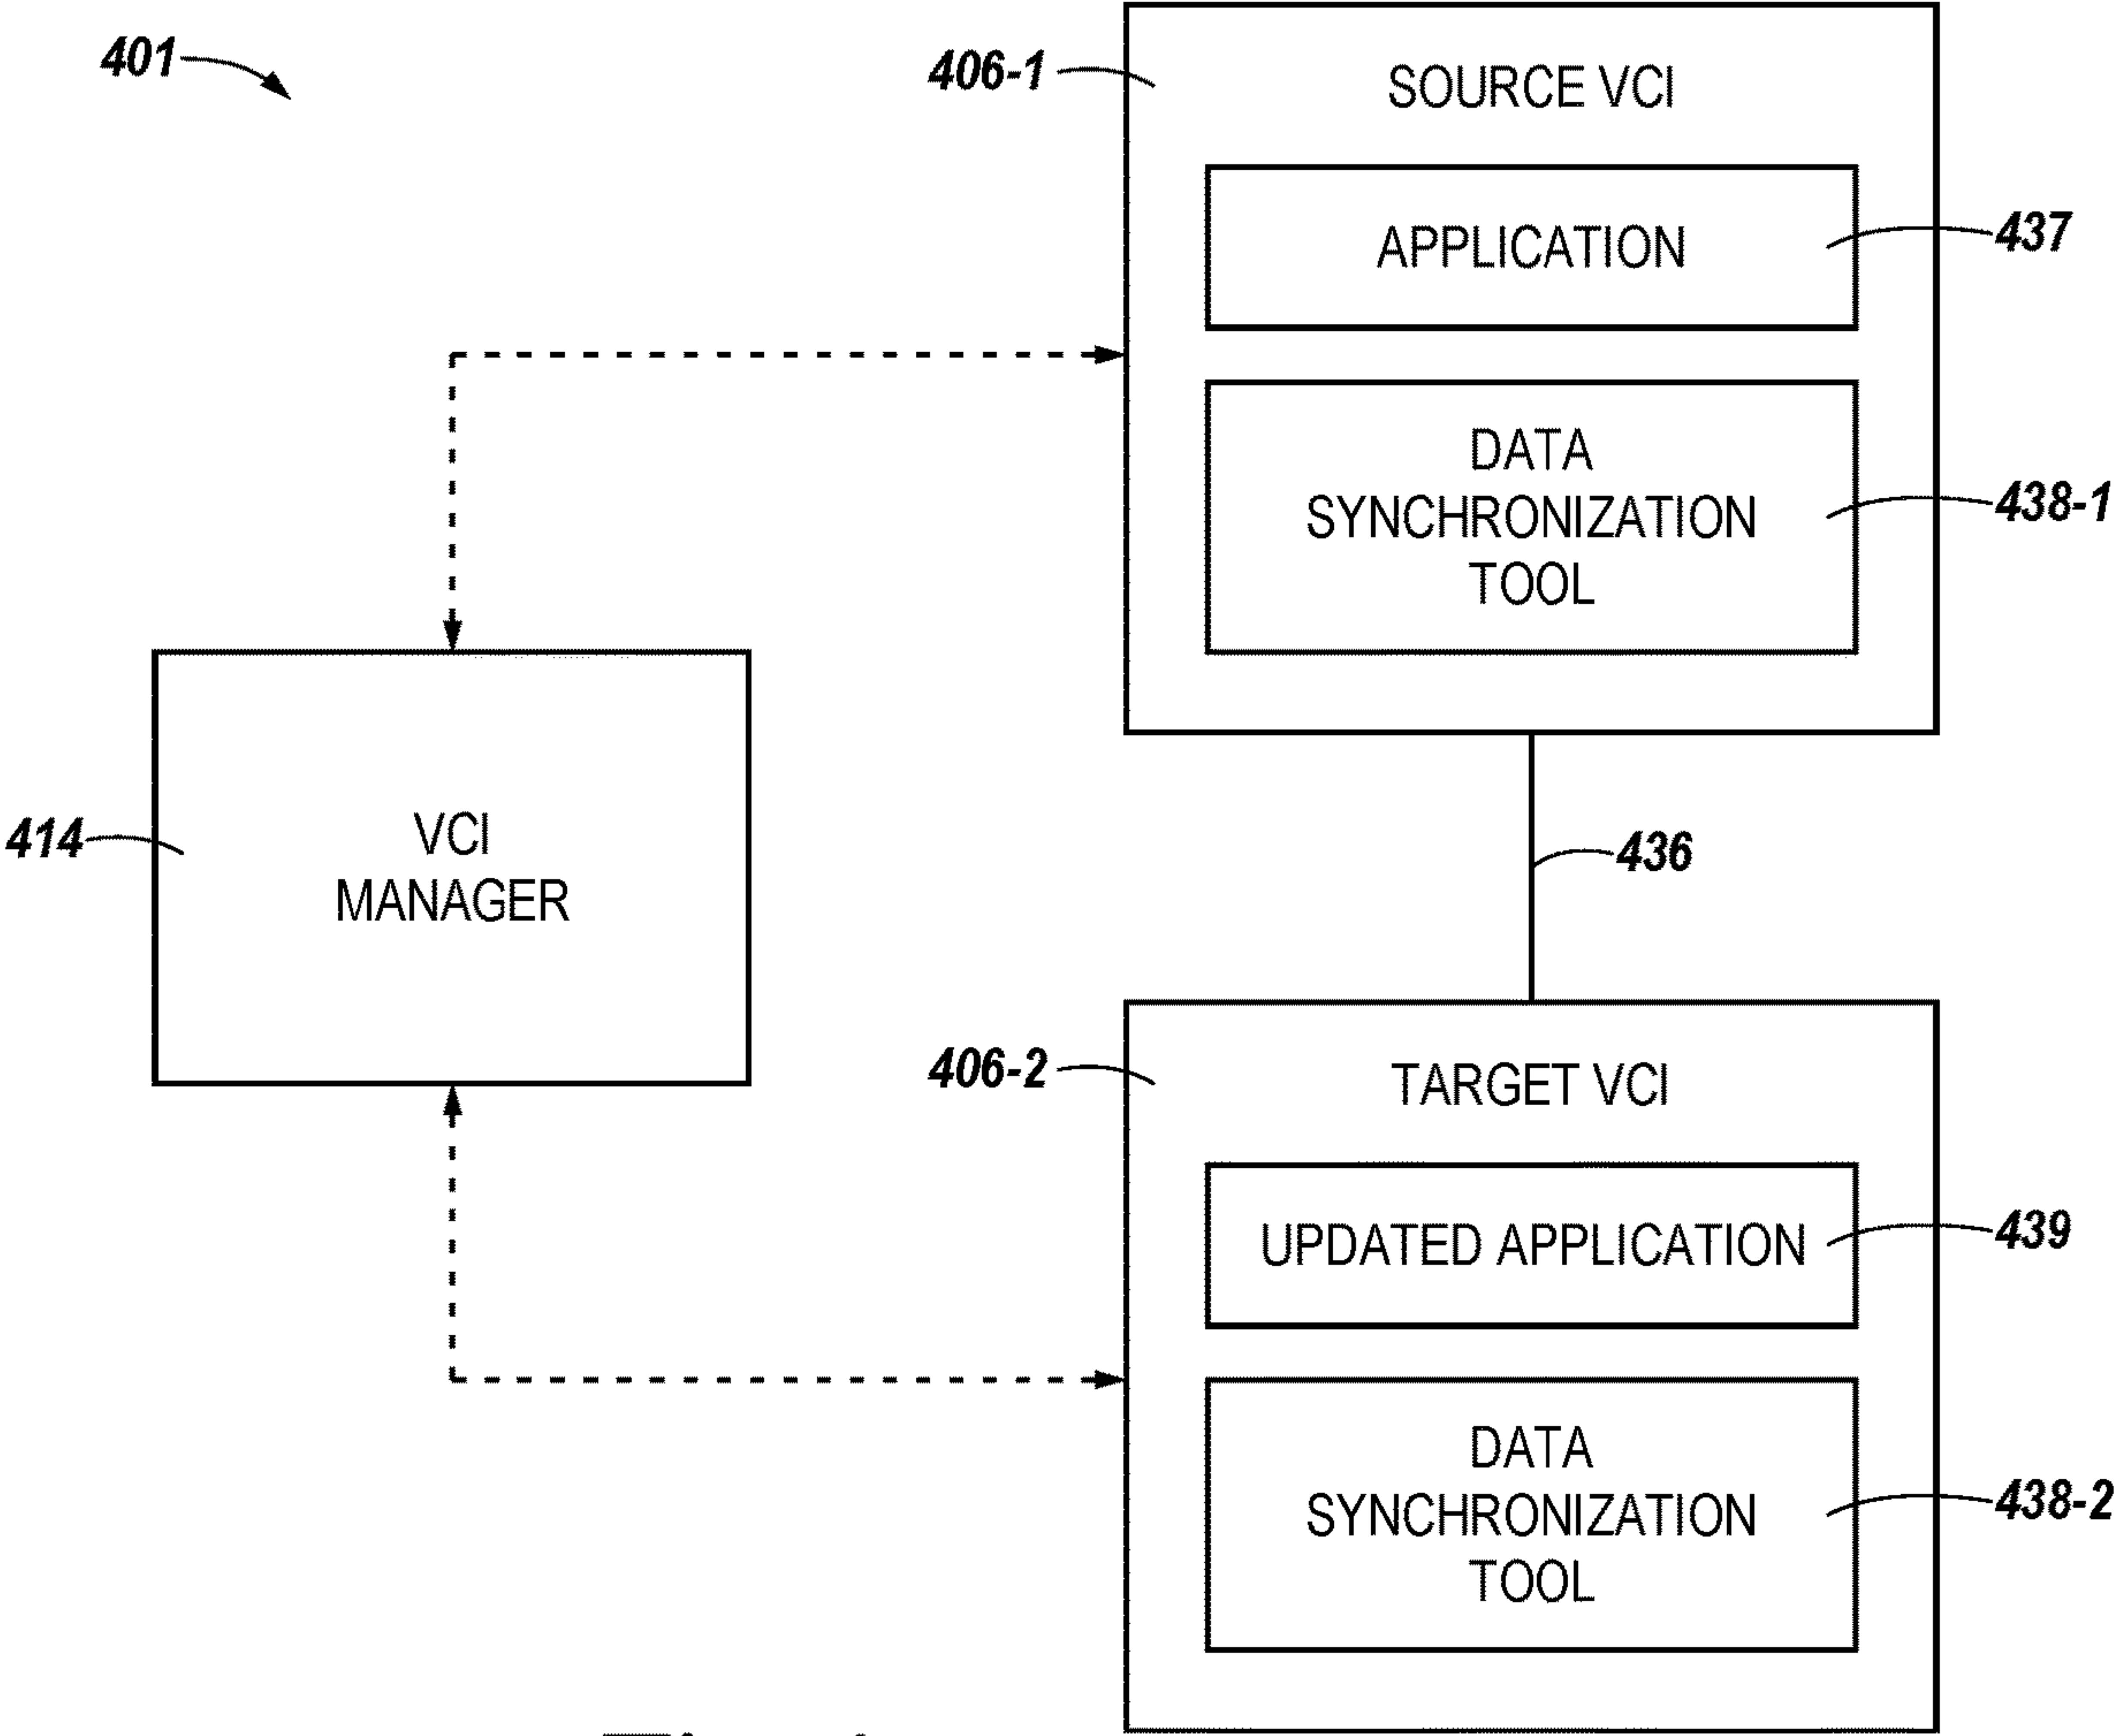 401
406-1
SOURCE VCI
APPLICATION
437
DATA
SYNCHRONIZATION
TOOL
438-1
414
VCI
MANAGER
436
406-2
TARGET VCI
UPDATED APPLICATION
439
DATA
SYNCHRONIZATION
TOOL
438-2